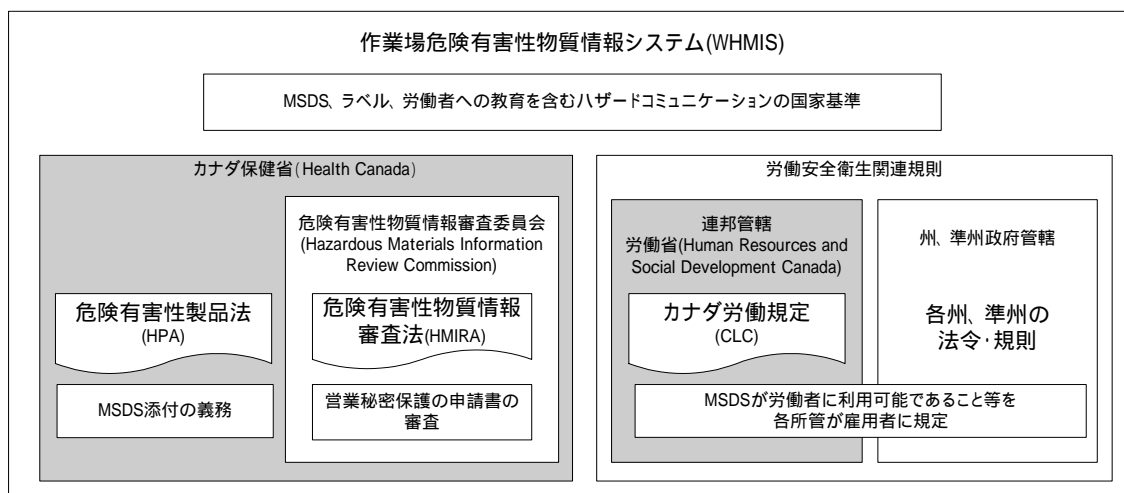 作業場危険有害性物質情報システム(WHMIS)
MSDS、ラベル、労働者への教育を含むハザードコミュニケーションの国家基準
カナダ保健省(Health Canada)
危険有害性物質情報審査委員会
(Hazardous Materials Information
Review Commission)
危険有害性製品法
(HPA)
危険有害性物質情報
審査法(HMIRA)
MSDS添付の義務
営業秘密保護の申請書の
審査
労働安全衛生関連規則
連邦管轄
労働省(Human Resources and
Social Development Canada)
カナダ労働規定
(CLC)
州、準州政府管轄
各州、準州の
法令・規則
MSDSが労働者に利用可能であること等を
各所管が雇用者に規定